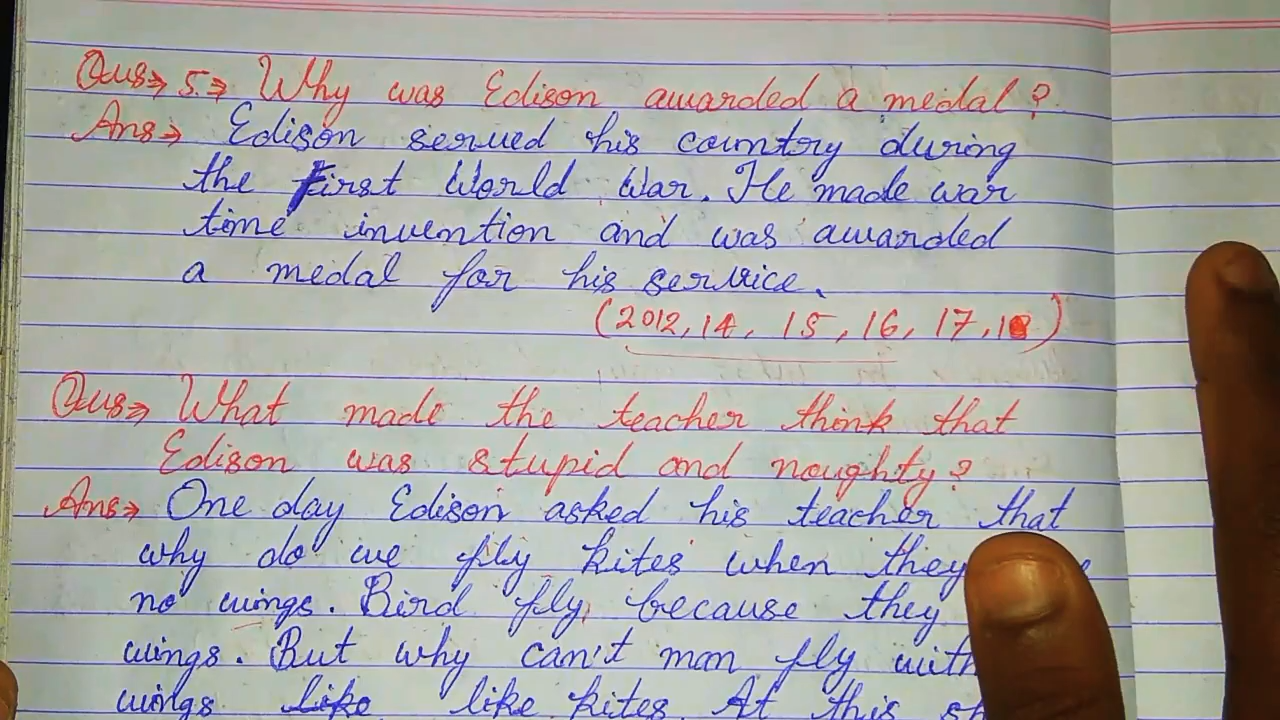 Ques⇒ 5.⇒ Why was Edison awarded a medal?
Ans⇒ Edison served his country during
the First World War. He made war
time invention and was awarded
a medal for his service.
(2012, 14, 15, 16, 17, 18)
Ques⇒ What made the teacher think that
Edison was stupid and noughty?
Ans⇒ One day Edison asked his teacher that
why do we fly kites when they
no wings. Bird fly, because they
wings. But why can't man fly
wings like like kites. At this